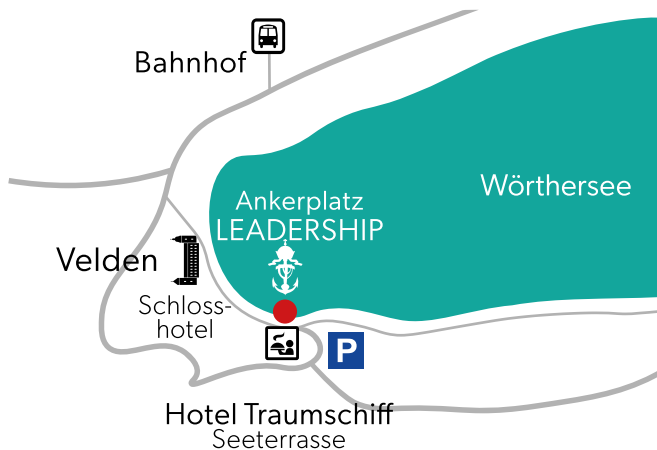 Bahnhof
Wörthersee
Ankerplatz
LEADERSHIP
Velden
Schloss-
hotel
P
Hotel Traumschiff
Seeterrasse